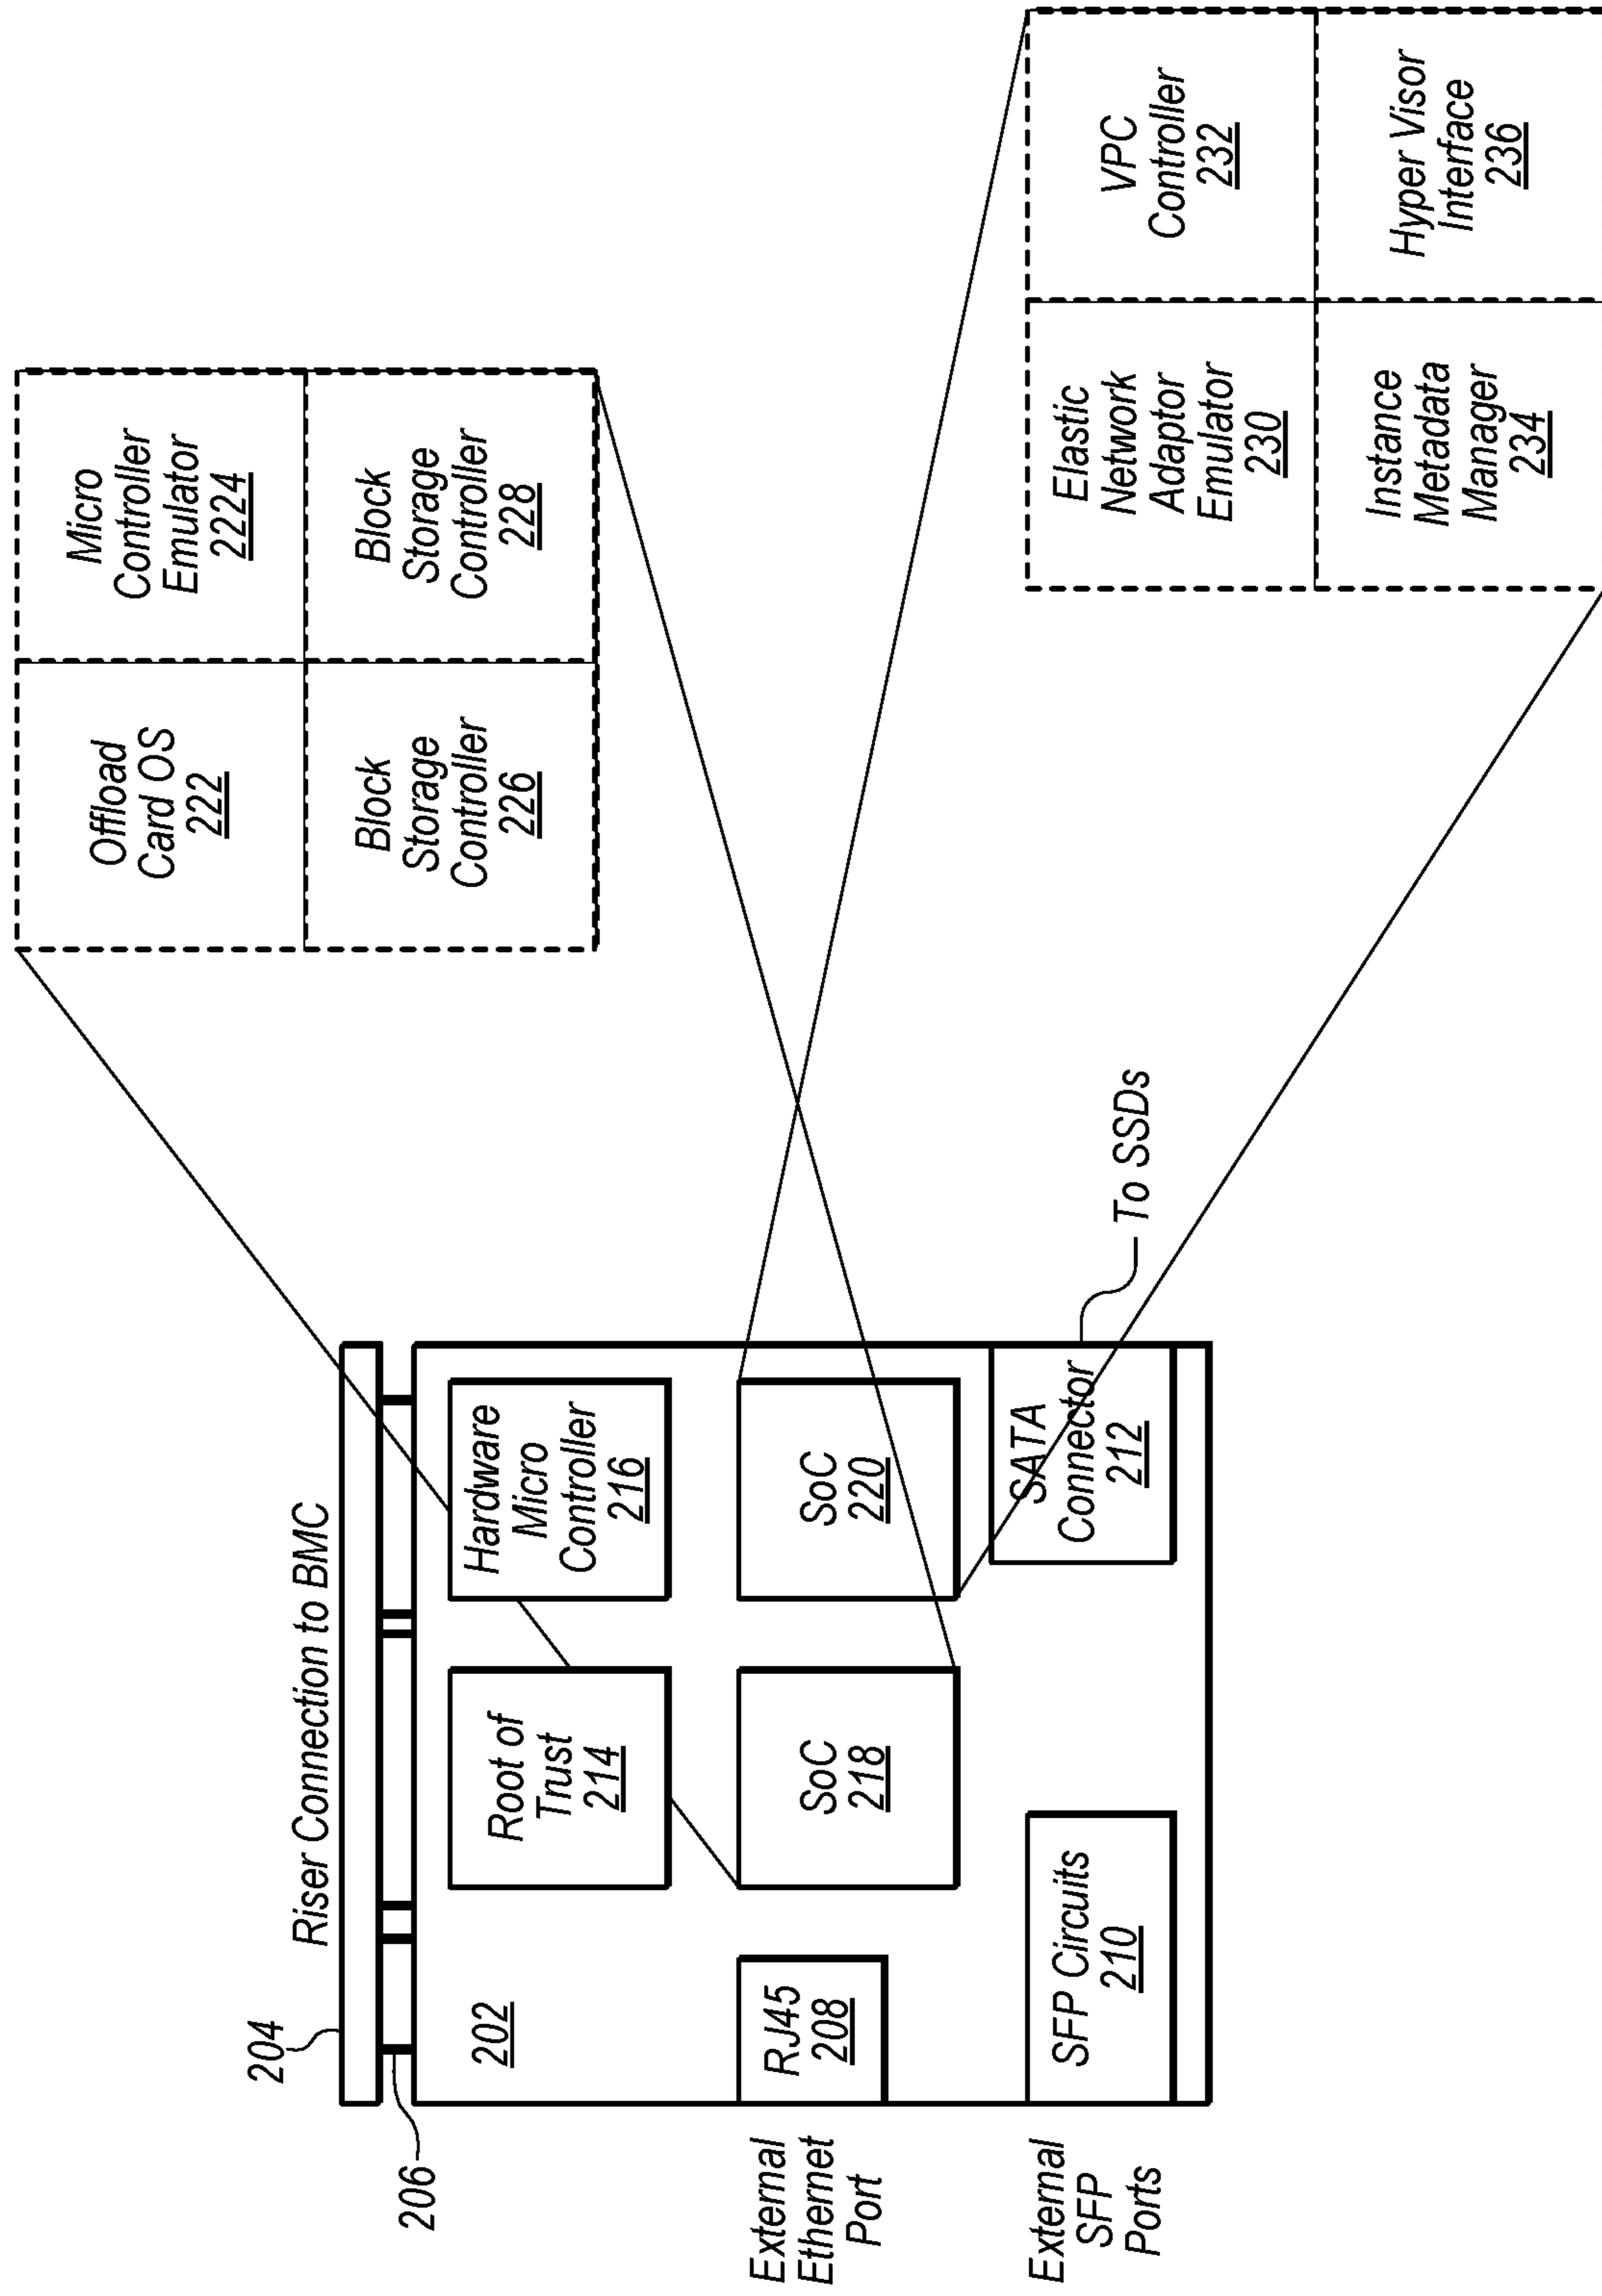 204
Riser Connection to BMC
206
202
Root of
Trust
214
Hardware
Micro
Controller
216
External
Ethernet
Port
RJ45
208
SoC
218
SoC
220
External
SFP
Ports
SFP Circuits
210
SATA
Connector
212
To SSDs
Offload
Card OS
222
Micro
Controller
Emulator
2224
Block
Storage
Controller
226
Block
Storage
Controller
228
Elastic
Network
Adaptor
Emulator
230
VPC
Controller
232
Instance
Metadata
Manager
234
Hyper Visor
Interface
236